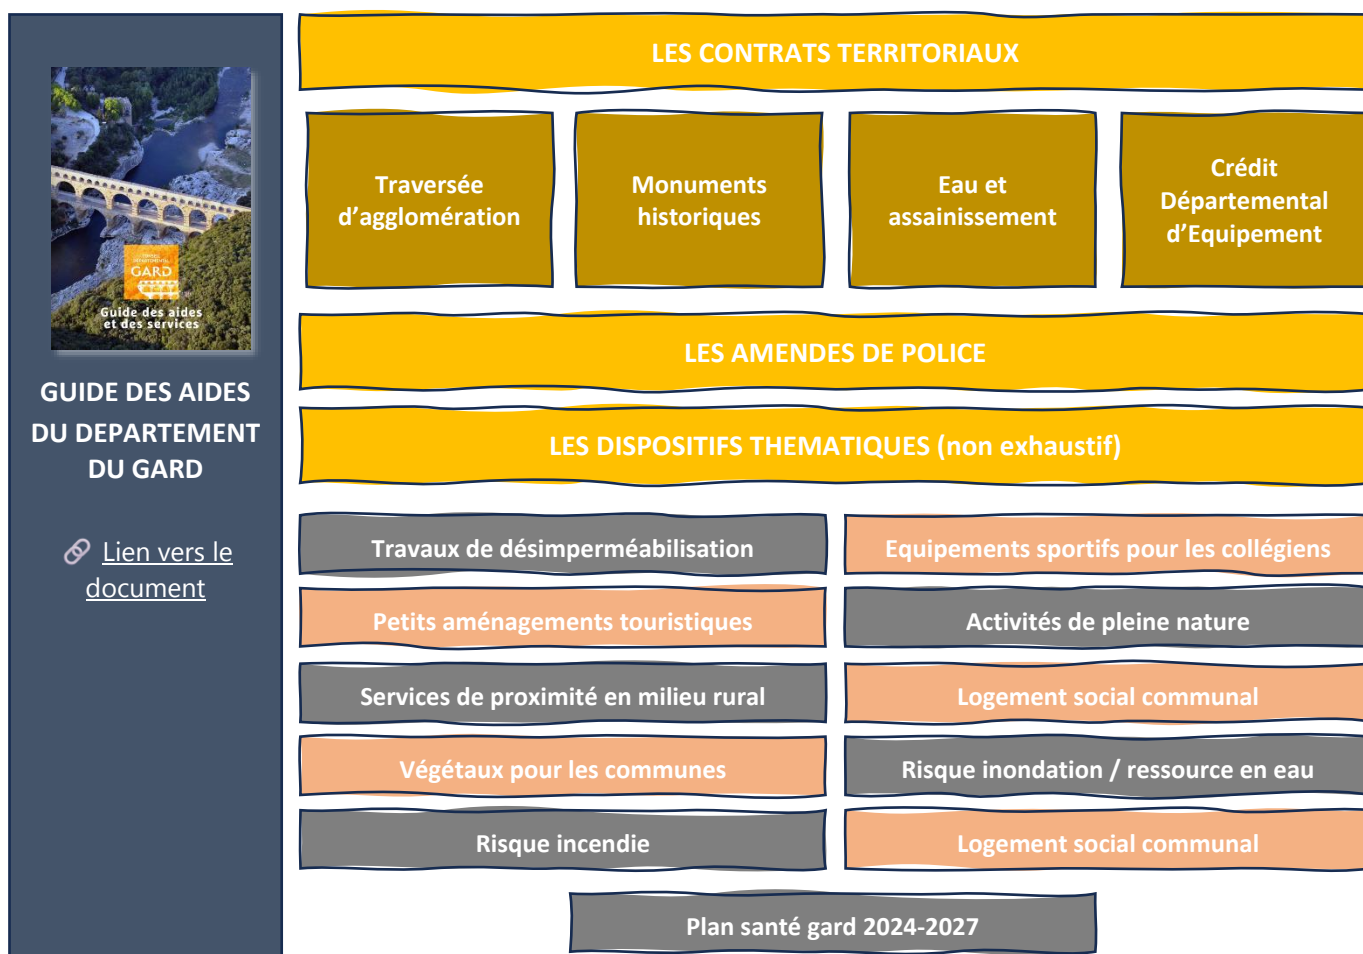 GARD
Guide des aides
et des services
GUIDE DES AIDES
DU DEPARTEMENT
DU GARD
Lien vers le
document
LES CONTRATS TERRITORIAUX
Traversée
d'agglomération
Monuments
historiques
Eau et
assainissement
Crédit
Départemental
d'Equipement
LES AMENDES DE POLICE
LES DISPOSITIFS THEMATIQUES (non exhaustif)
Travaux de désimperméabilisation
Equipements sportifs pour les collégiens
Petits aménagements touristiques
Activités de pleine nature
Services de proximité en milieu rural
Logement social communal
Végétaux pour les communes
Risque inondation / ressource en eau
Risque incendie
Logement social communal
Plan santé gard 2024-2027